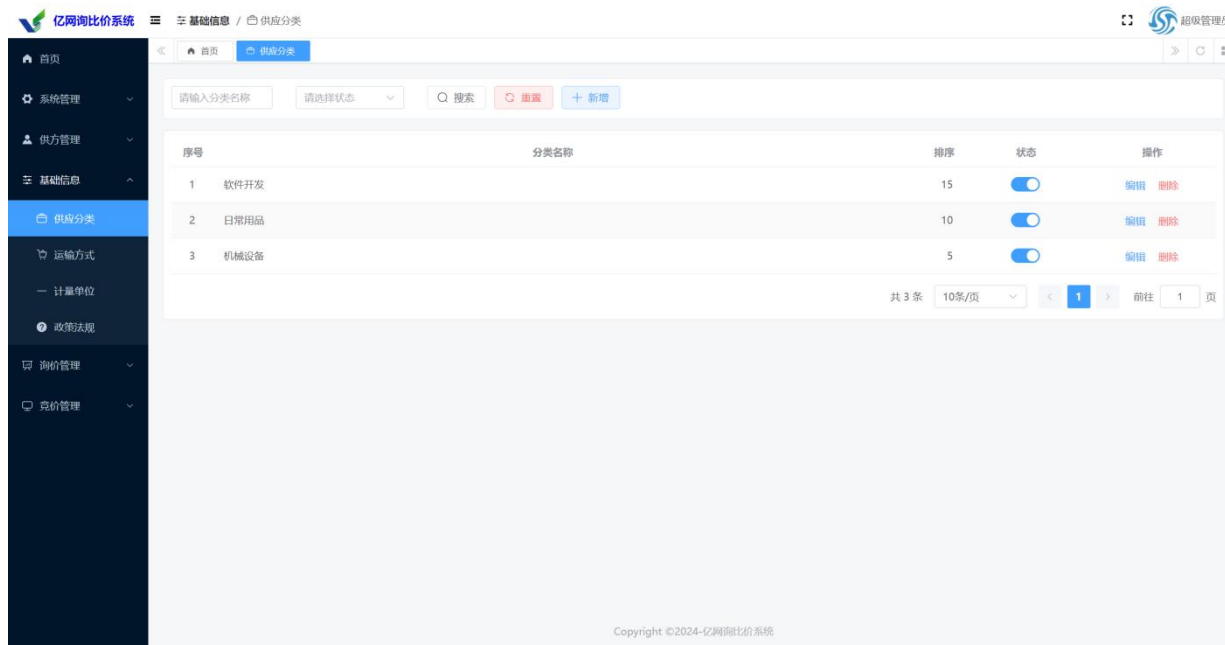 亿网询比价系统 基础信息 / 供应分类 超级管理员
首页 首页 供应分类
系统管理
请输入分类名称 请选择状态 搜索 重置 新增
供方管理
序号 分类名称 排序 状态 操作
基础信息
1 软件开发 15 编辑 删除
供应分类
2 日常用品 10 编辑 删除
运输方式
3 机械设备 5 编辑 删除
计量单位
共 3 条 10条/页 1 前往 1 页
政策法规
询价管理
竞价管理
Copyright ©2024-亿网询比价系统